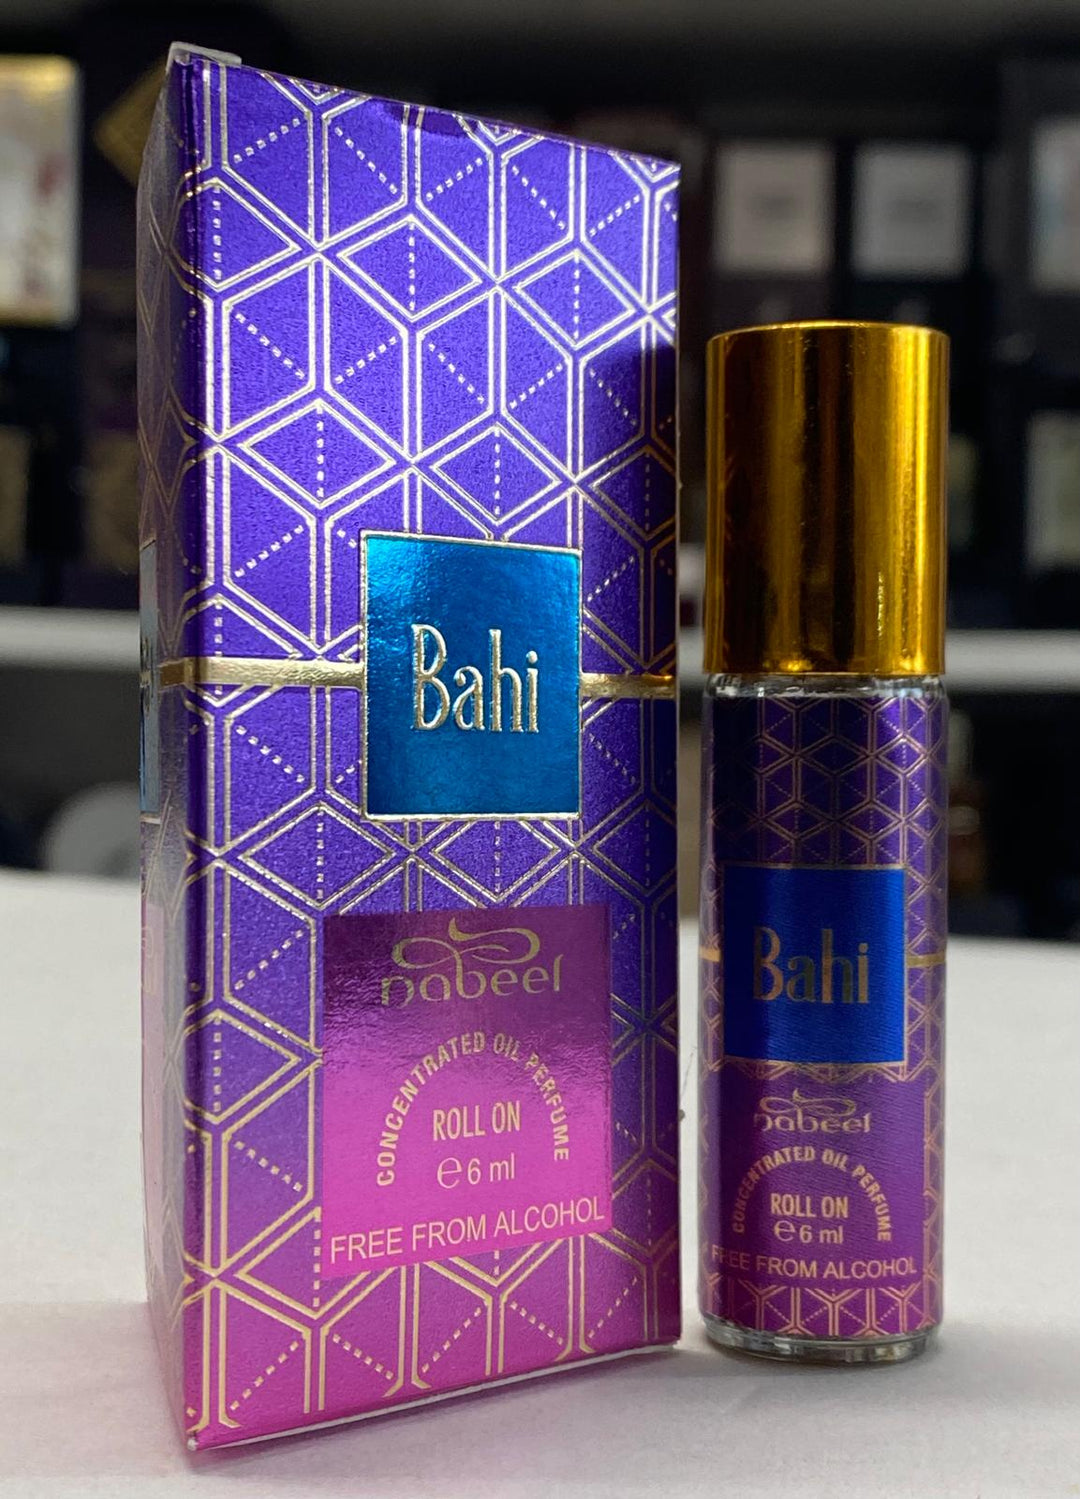 Bahi
nabeel
CONCENTRATED OIL PERFUME
ROLL ON
e 6 ml
FREE FROM ALCOHOL
Bahi
nabeel
CONCENTRATED OIL PERFUME
ROLL ON
e 6 ml
FREE FROM ALCOHOL